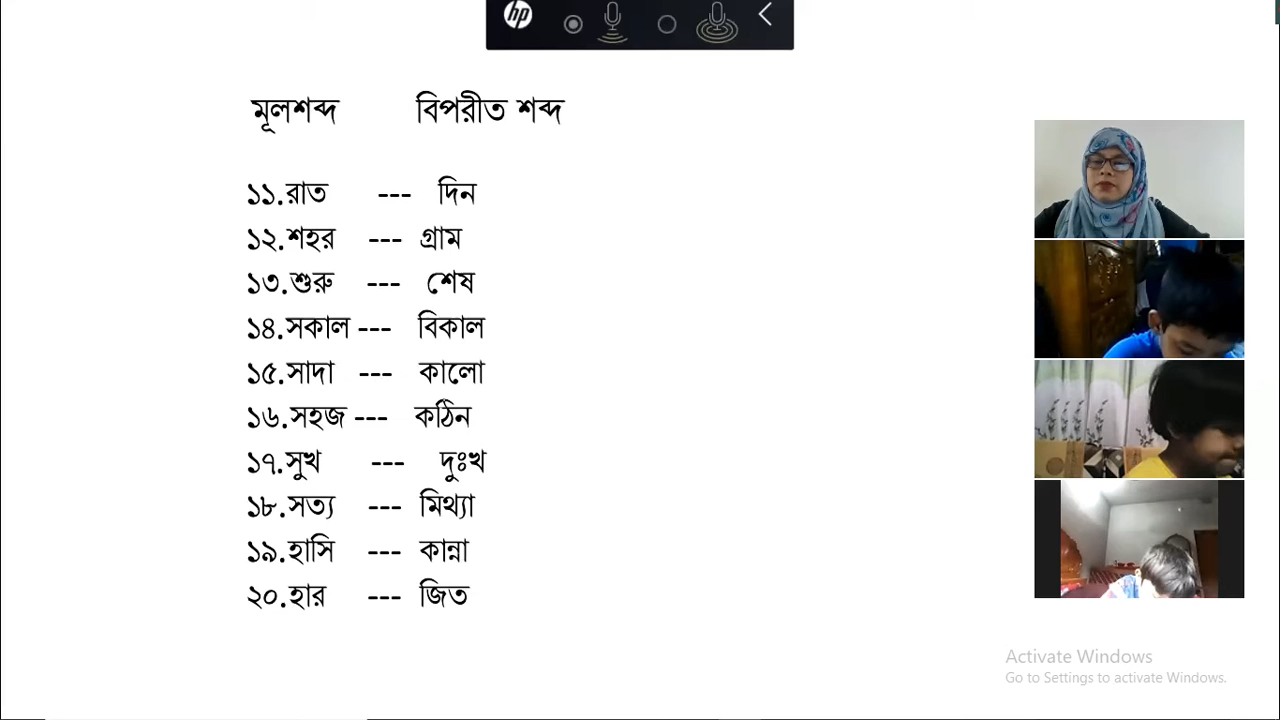 hp
মূলশব্দ বিপরীত শব্দ
১১.রাত --- দিন
১২.শহর --- গ্রাম
১৩.শুরু --- শেষ
১৪.সকাল --- বিকাল
১৫.সাদা --- কালো
১৬.সহজ --- কঠিন
১৭.সুখ --- দুঃখ
১৮.সত্য --- মিথ্যা
১৯.হাসি --- কান্না
২০.হার --- জিত
Activate Windows
Go to Settings to activate Windows.